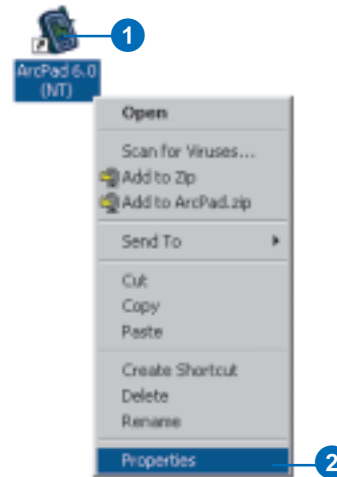 1
ArcPad 6.0
(NT)
Open
Scan for Viruses...
Add to Zip
Add to ArcPad.zip
Send To
Cut
Copy
Paste
Create Shortcut
Delete
Rename
Properties
2